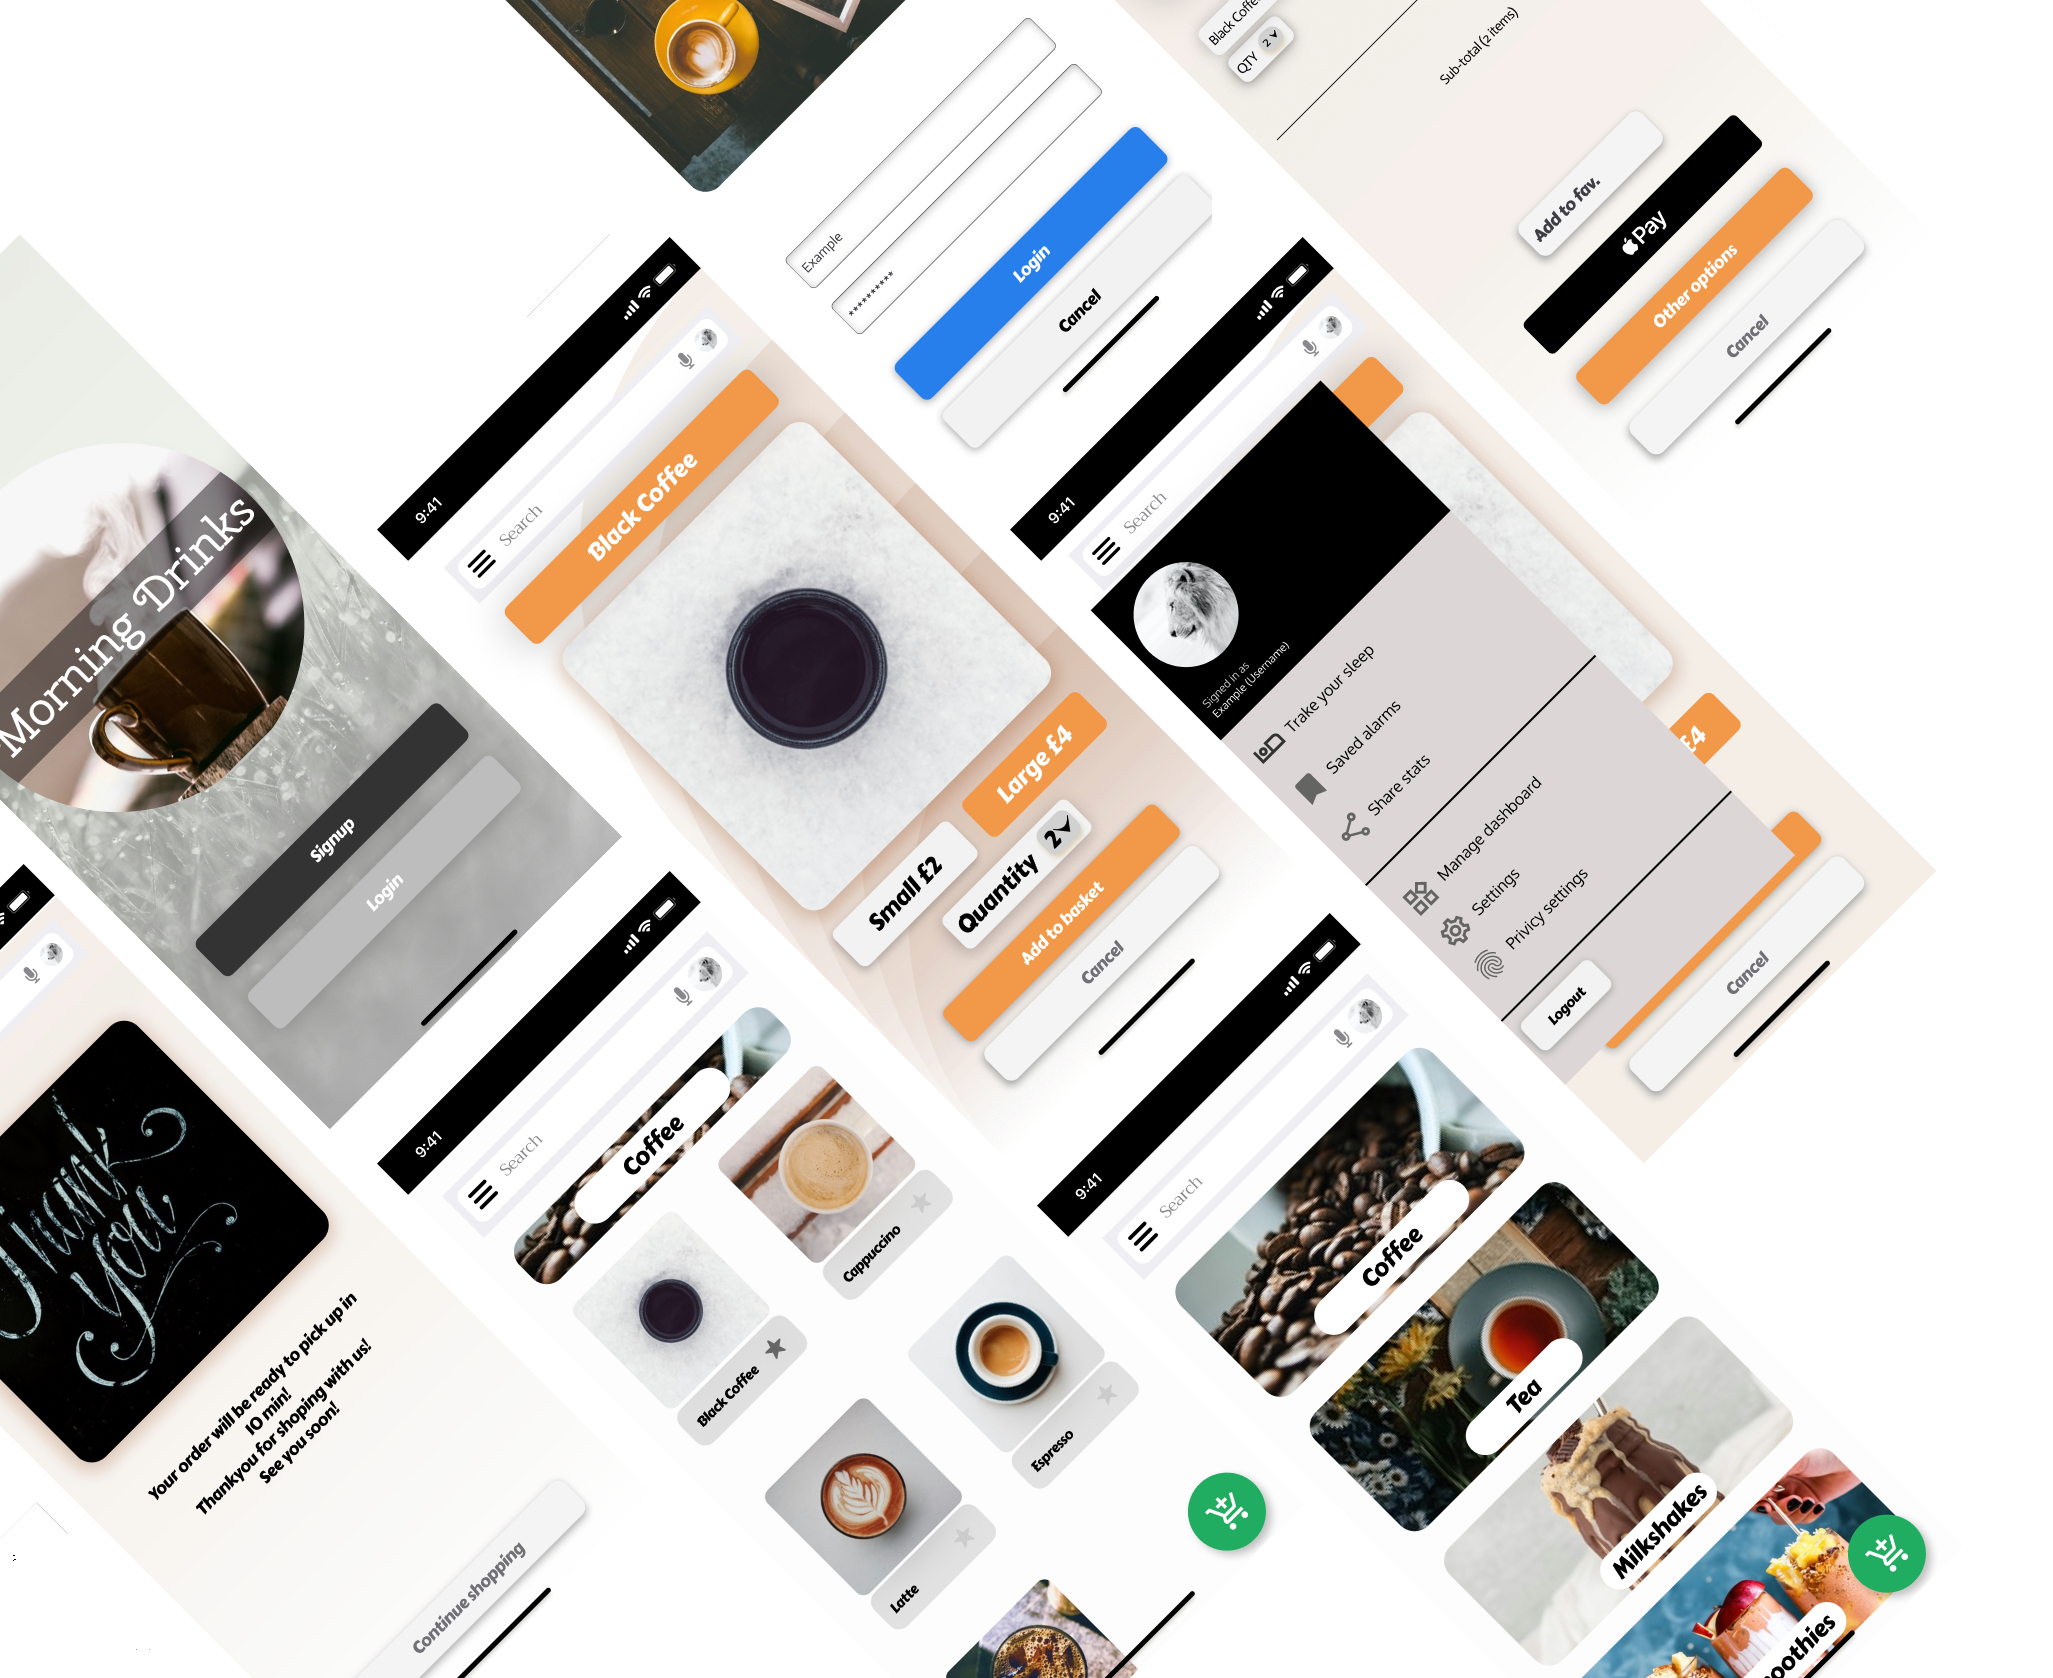 Black Coffee
QTY 2
Sub-total (2 items)
Add to fav.
Pay
Other options
Cancel
Example
**********
Login
Cancel
Morning Drinks
Signup
Login
9:41
Search
Black Coffee
Small £2
Large £4
Quantity 2
Add to basket
Cancel
9:41
Search
Signed in as
Example (Username)
Trake your sleep
Saved alarms
Share stats
Manage dashboard
Settings
Privicy settings
Logout
£4
Cancel
Thank
you
Your order will be ready to pick up in
10 min!
Thankyou for shoping with us!
See you soon!
Continue shopping
9:41
Search
Coffee
Cappuccino
Black Coffee
Espresso
Latte
9:41
Search
Coffee
Tea
Milkshakes
oothies